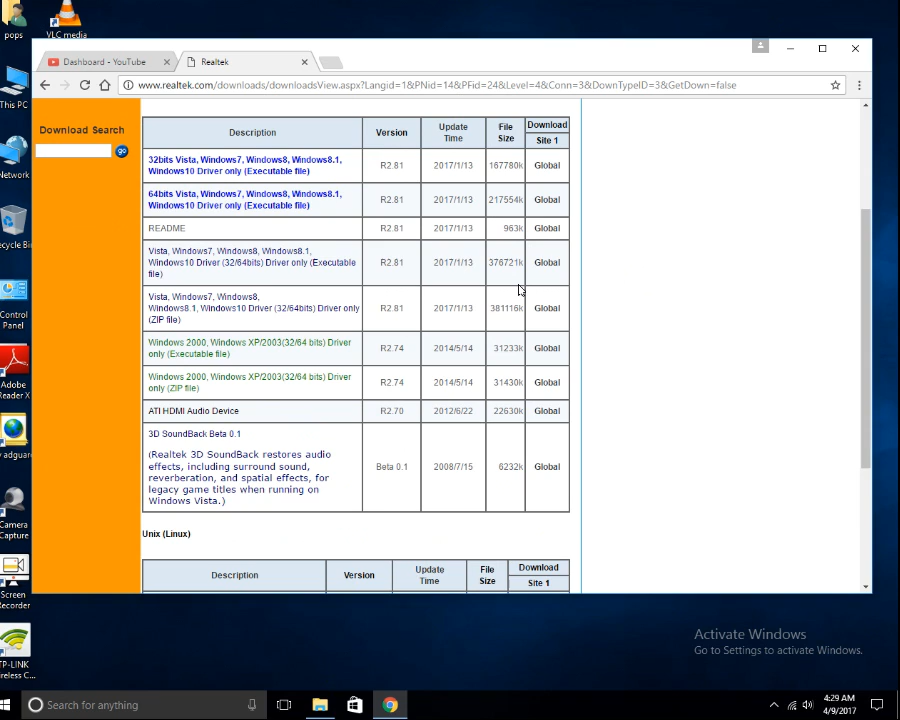 pops
VLC media
Dashboard - YouTube
Realtek
www.realtek.com/downloads/downloadsView.aspx?Langid=1&PNid=14&PFid=24&Level=4&Conn=3&DownTypeID=3&GetDown=false
This PC
Network
Recycle Bin
Control
Panel
Adobe
Reader X
my adguard
Camera
Capture
Screen
Recorder
TP-LINK
Wireless C...
Download Search
go
Description
Version
Update
Time
File
Size
Download
Site 1
32bits Vista, Windows7, Windows8, Windows8.1,
Windows10 Driver only (Executable file)
R2.81
2017/1/13
167780k
Global
64bits Vista, Windows7, Windows8, Windows8.1,
Windows10 Driver only (Executable file)
R2.81
2017/1/13
217554k
Global
README
R2.81
2017/1/13
963k
Global
Vista, Windows7, Windows8, Windows8.1,
Windows10 Driver (32/64bits) Driver only (Executable
file)
R2.81
2017/1/13
376721k
Global
Vista, Windows7, Windows8,
Windows8.1, Windows10 Driver (32/64bits) Driver only
(ZIP file)
R2.81
2017/1/13
381116k
Global
Windows 2000, Windows XP/2003(32/64 bits) Driver
only (Executable file)
R2.74
2014/5/14
31233k
Global
Windows 2000, Windows XP/2003(32/64 bits) Driver
only (ZIP file)
R2.74
2014/5/14
31430k
Global
ATI HDMI Audio Device
R2.70
2012/6/22
22630k
Global
3D SoundBack Beta 0.1
(Realtek 3D SoundBack restores audio
effects, including surround sound,
reverberation, and spatial effects, for
legacy game titles when running on
Windows Vista.)
Beta 0.1
2008/7/15
6232k
Global
Unix (Linux)
Description
Version
Update
Time
File
Size
Download
Site 1
Activate Windows
Go to Settings to activate Windows.
Search for anything
4:29 AM
4/9/2017